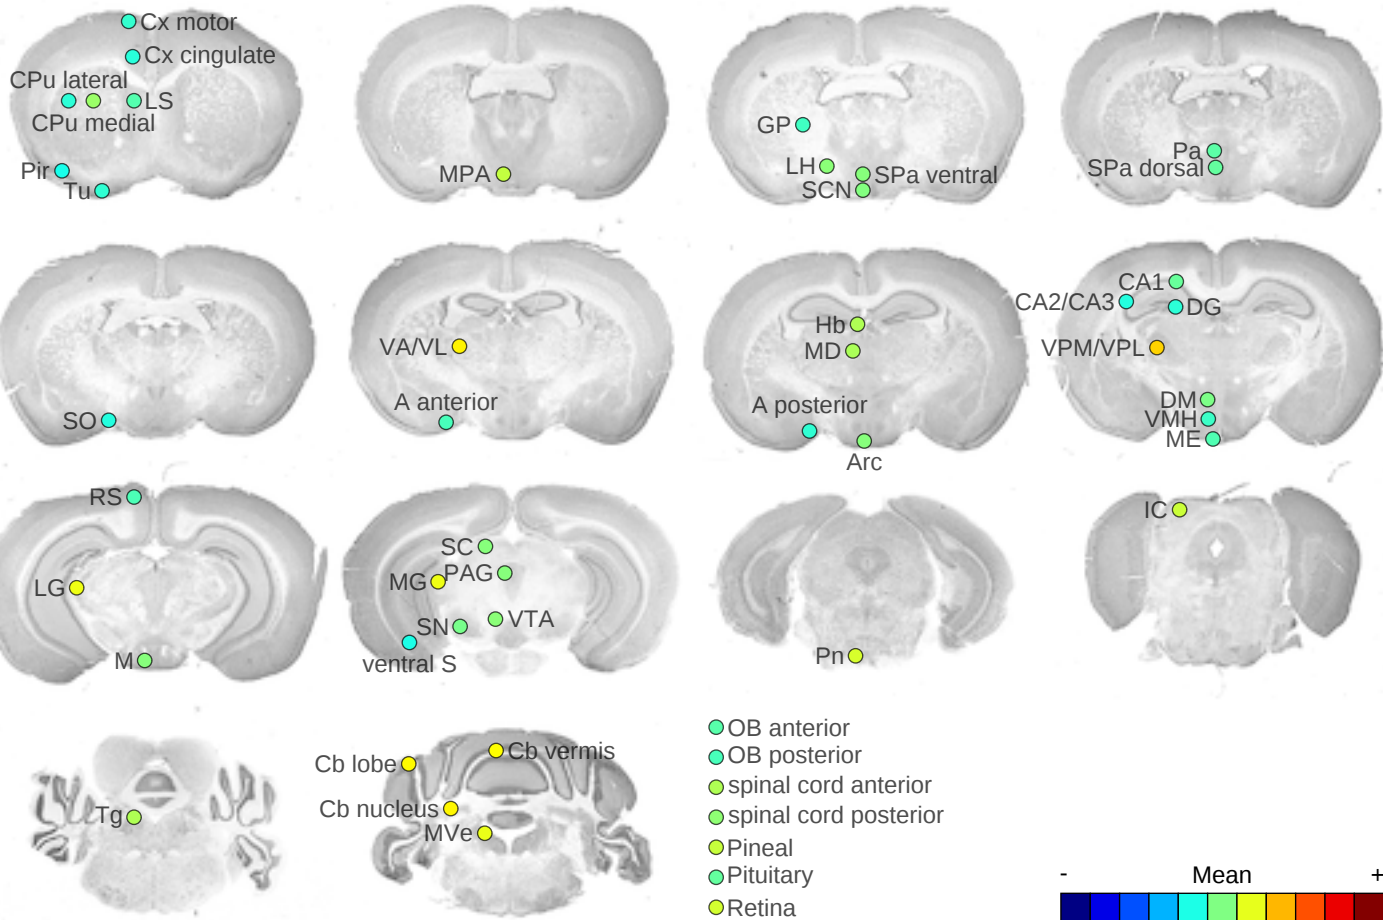 Cx motor
Cx cingulate
CPu lateral
LS
CPu medial
Pir
Tu
MPA
GP
LH
SPa ventral
SCN
Pa
SPa dorsal
SO
VA/VL
A anterior
Hb
MD
A posterior
Arc
CA1
CA2/CA3
DG
VPM/VPL
DM
VMH
ME
RS
LG
M
SC
PAG
MG
VTA
SN
ventral S
Pn
IC
Tg
Cb vermis
Cb lobe
Cb nucleus
MVe
OB anterior
OB posterior
spinal cord anterior
spinal cord posterior
Pineal
Pituitary
Retina
- Mean +